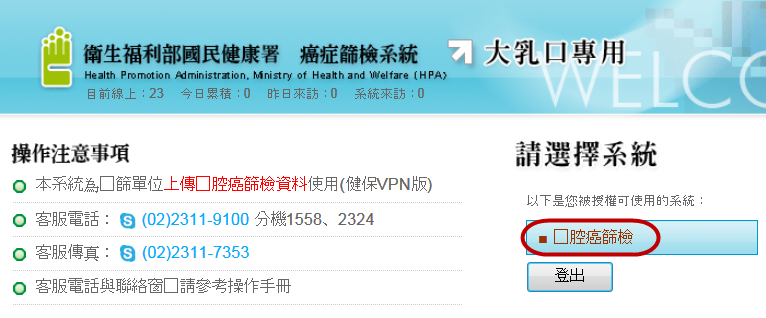 衛生福利部國民健康署 癌症篩檢系統 大乳口專用
Health Promotion Administration, Ministry of Health and Welfare (HPA)
目前線上：23 今日累積：0 昨日來訪：0 系統來訪：0
WELCO
操作注意事項
本系統為□篩單位上傳□腔癌篩檢資料使用(健保VPN版)
客服電話： (02)2311-9100 分機1558、2324
客服傳真： (02)2311-7353
客服電話與聯絡窗□請參考操作手冊
請選擇系統
以下是您被授權可使用的系統：
□腔癌篩檢
登出